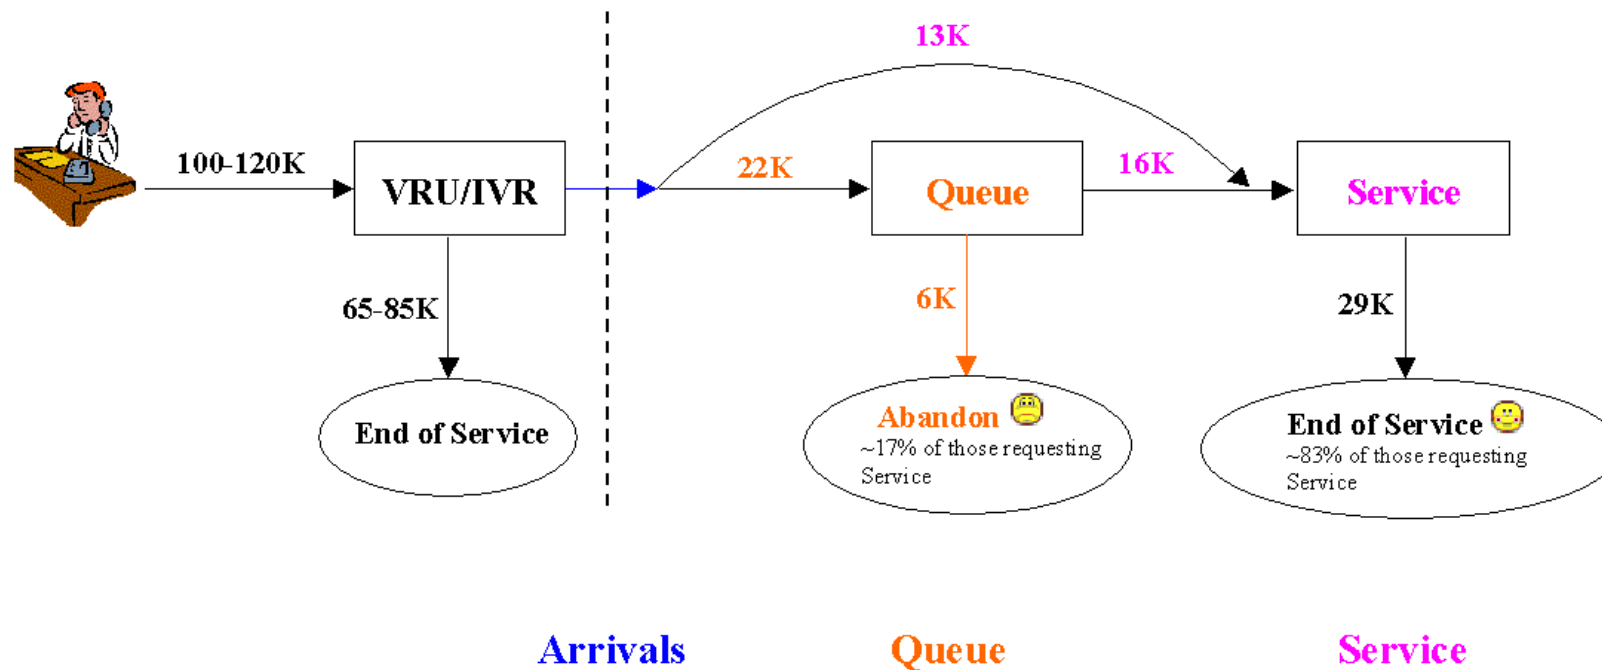 13K
100-120K
VRU/IVR
22K
Queue
16K
Service
65-85K
6K
29K
End of Service
Abandon
~17% of those requesting
Service
End of Service
~83% of those requesting
Service
Arrivals
Queue
Service